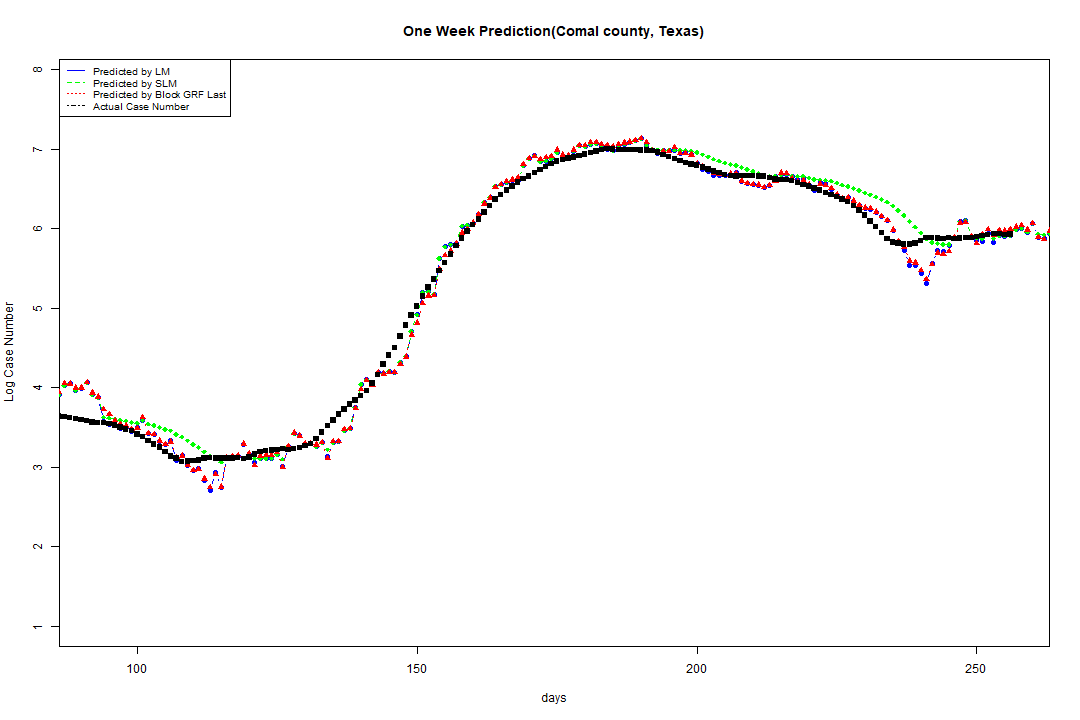 One Week Prediction(Comal county, Texas)
Predicted by LM
Predicted by SLM
Predicted by Block GRF Last
Actual Case Number
8
7
6
5
4
3
2
1
Log Case Number
100 150 200 250
days